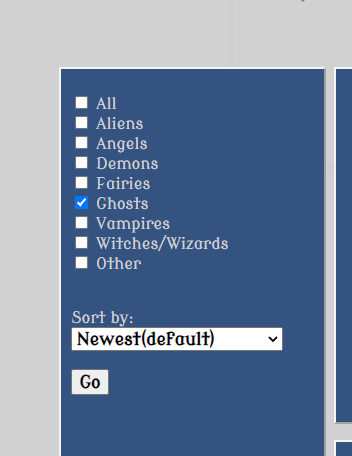 All
Aliens
Angels
Demons
Fairies
Ghosts
Vampires
Witches/Wizards
Other
Sort by:
Newest(default)
Go